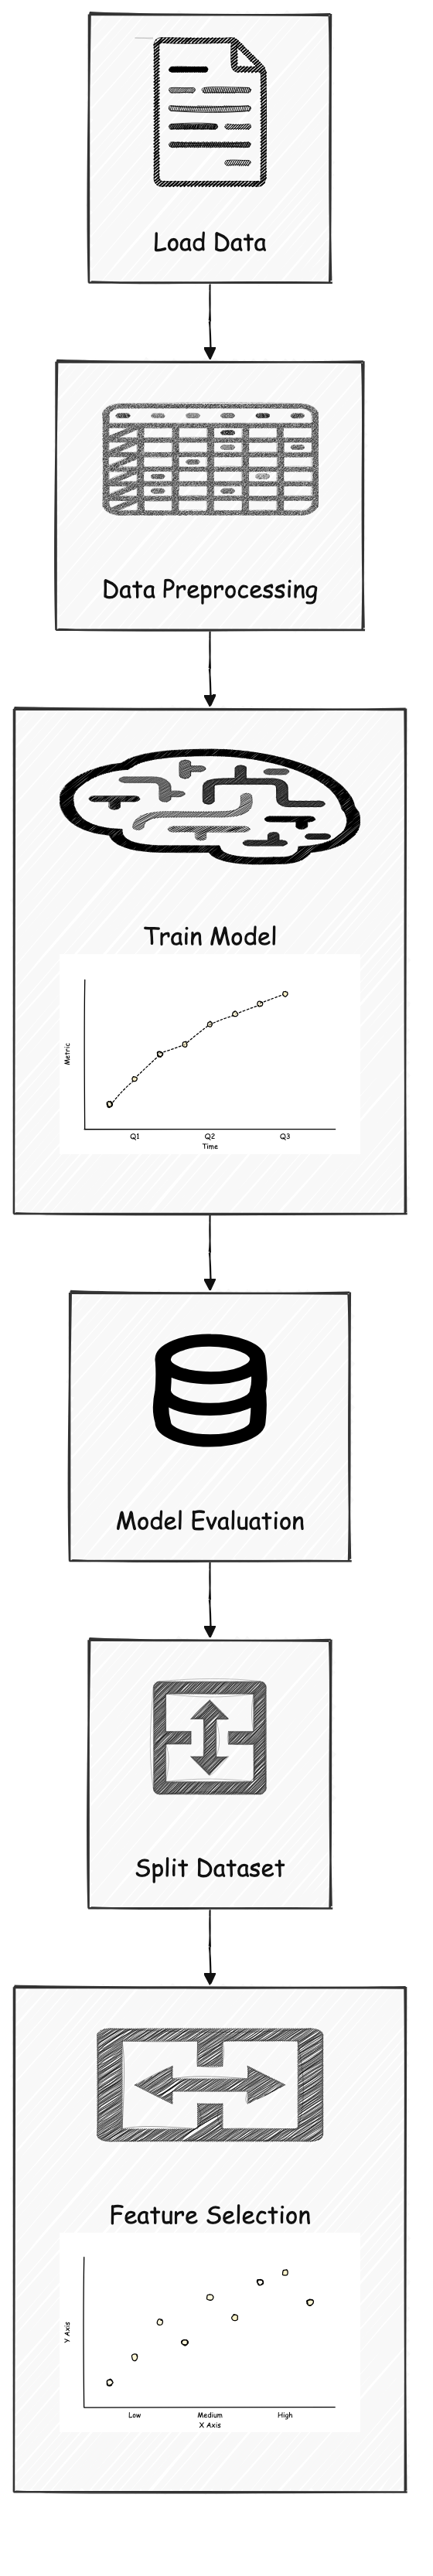 Load Data
Data Preprocessing
Train Model
Metric
Q1 Q2 Q3
Time
Model Evaluation
Split Dataset
Feature Selection
Y Axis
Low Medium High
X Axis